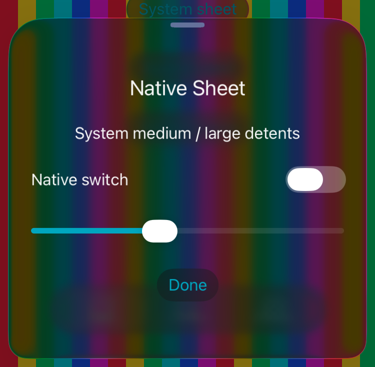 System sheet
Native Sheet
System medium / large detents
Native switch
Done